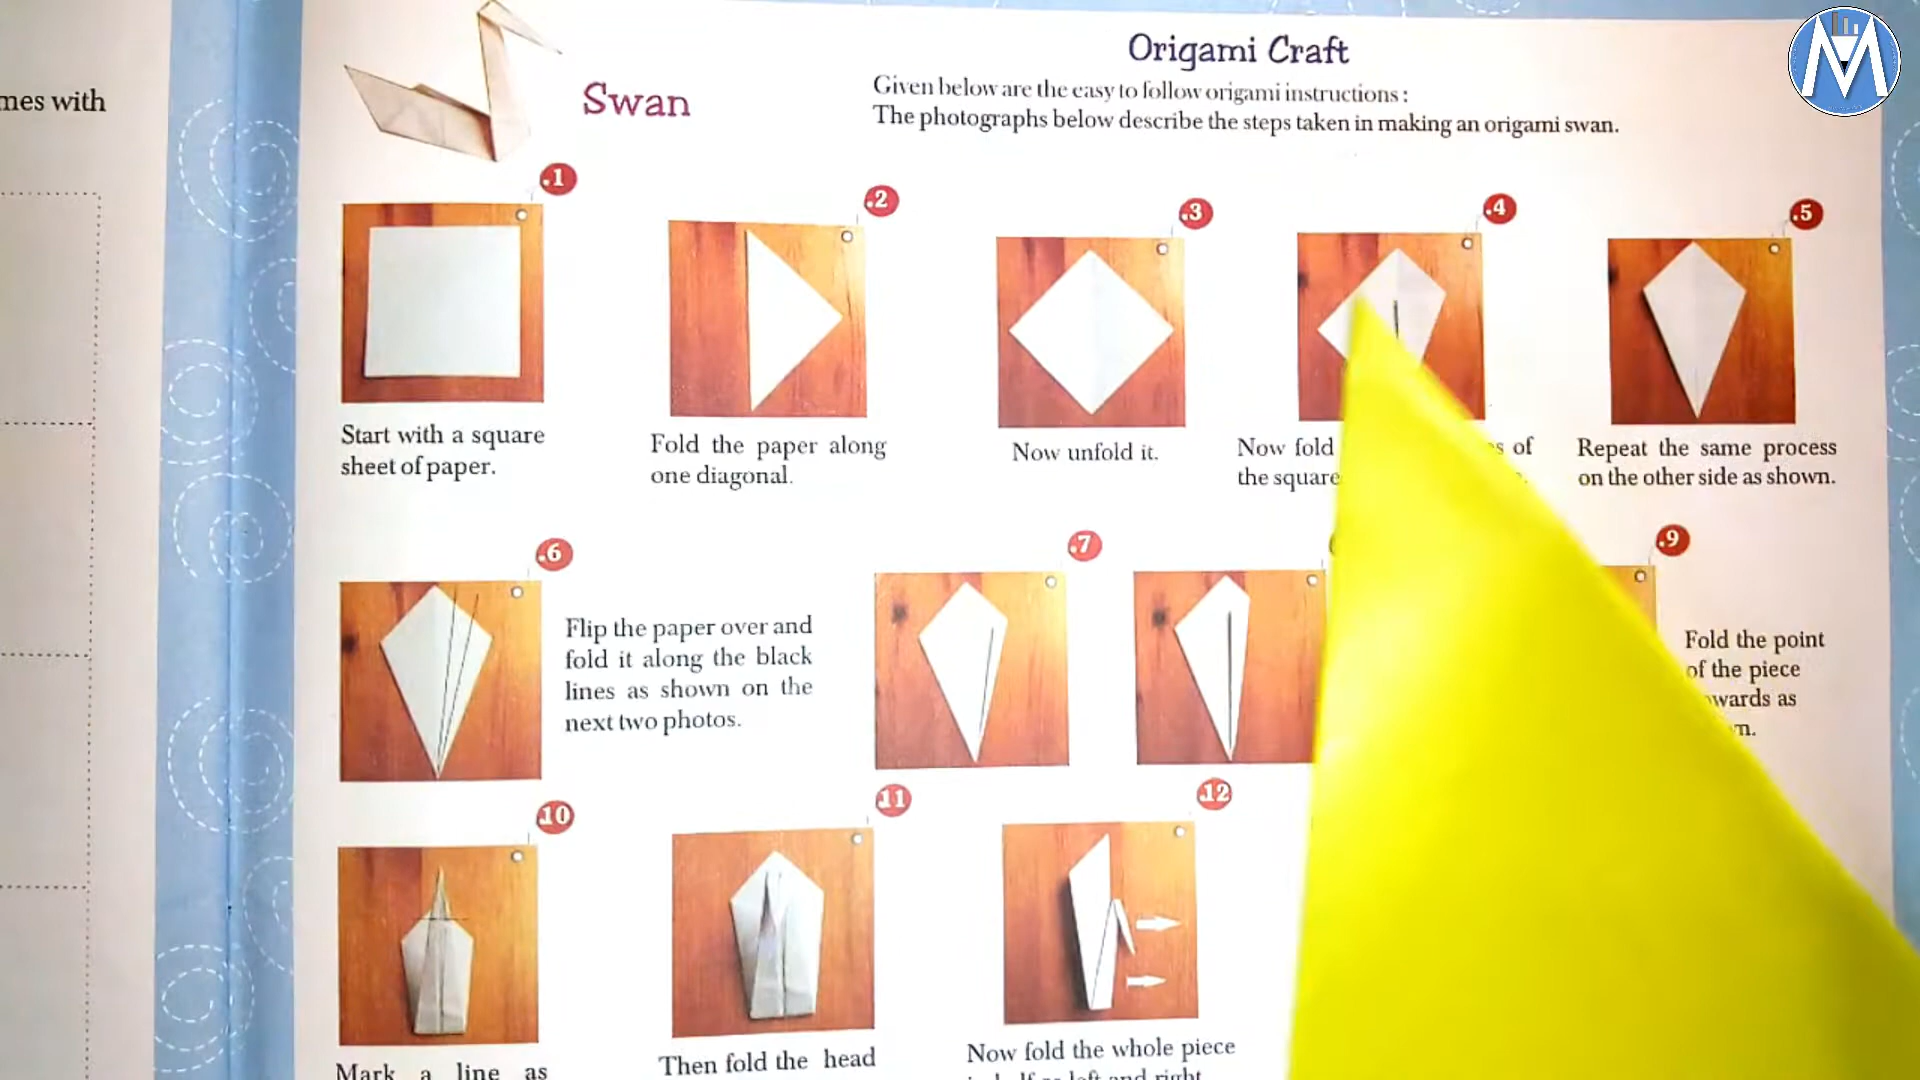 mes with
Swan
Origami Craft
Given below are the easy to follow origami instructions :
The photographs below describe the steps taken in making an origami swan.
.1
Start with a square
sheet of paper.
.2
Fold the paper along
one diagonal.
.3
Now unfold it.
.4
Now fold s of
the square
.5
Repeat the same process
on the other side as shown.
.6
Flip the paper over and
fold it along the black
lines as shown on the
next two photos.
.7
.9
Fold the point
of the piece
wards as
n.
.10
Mark a line as
.11
Then fold the head
.12
Now fold the whole piece
left and right
M